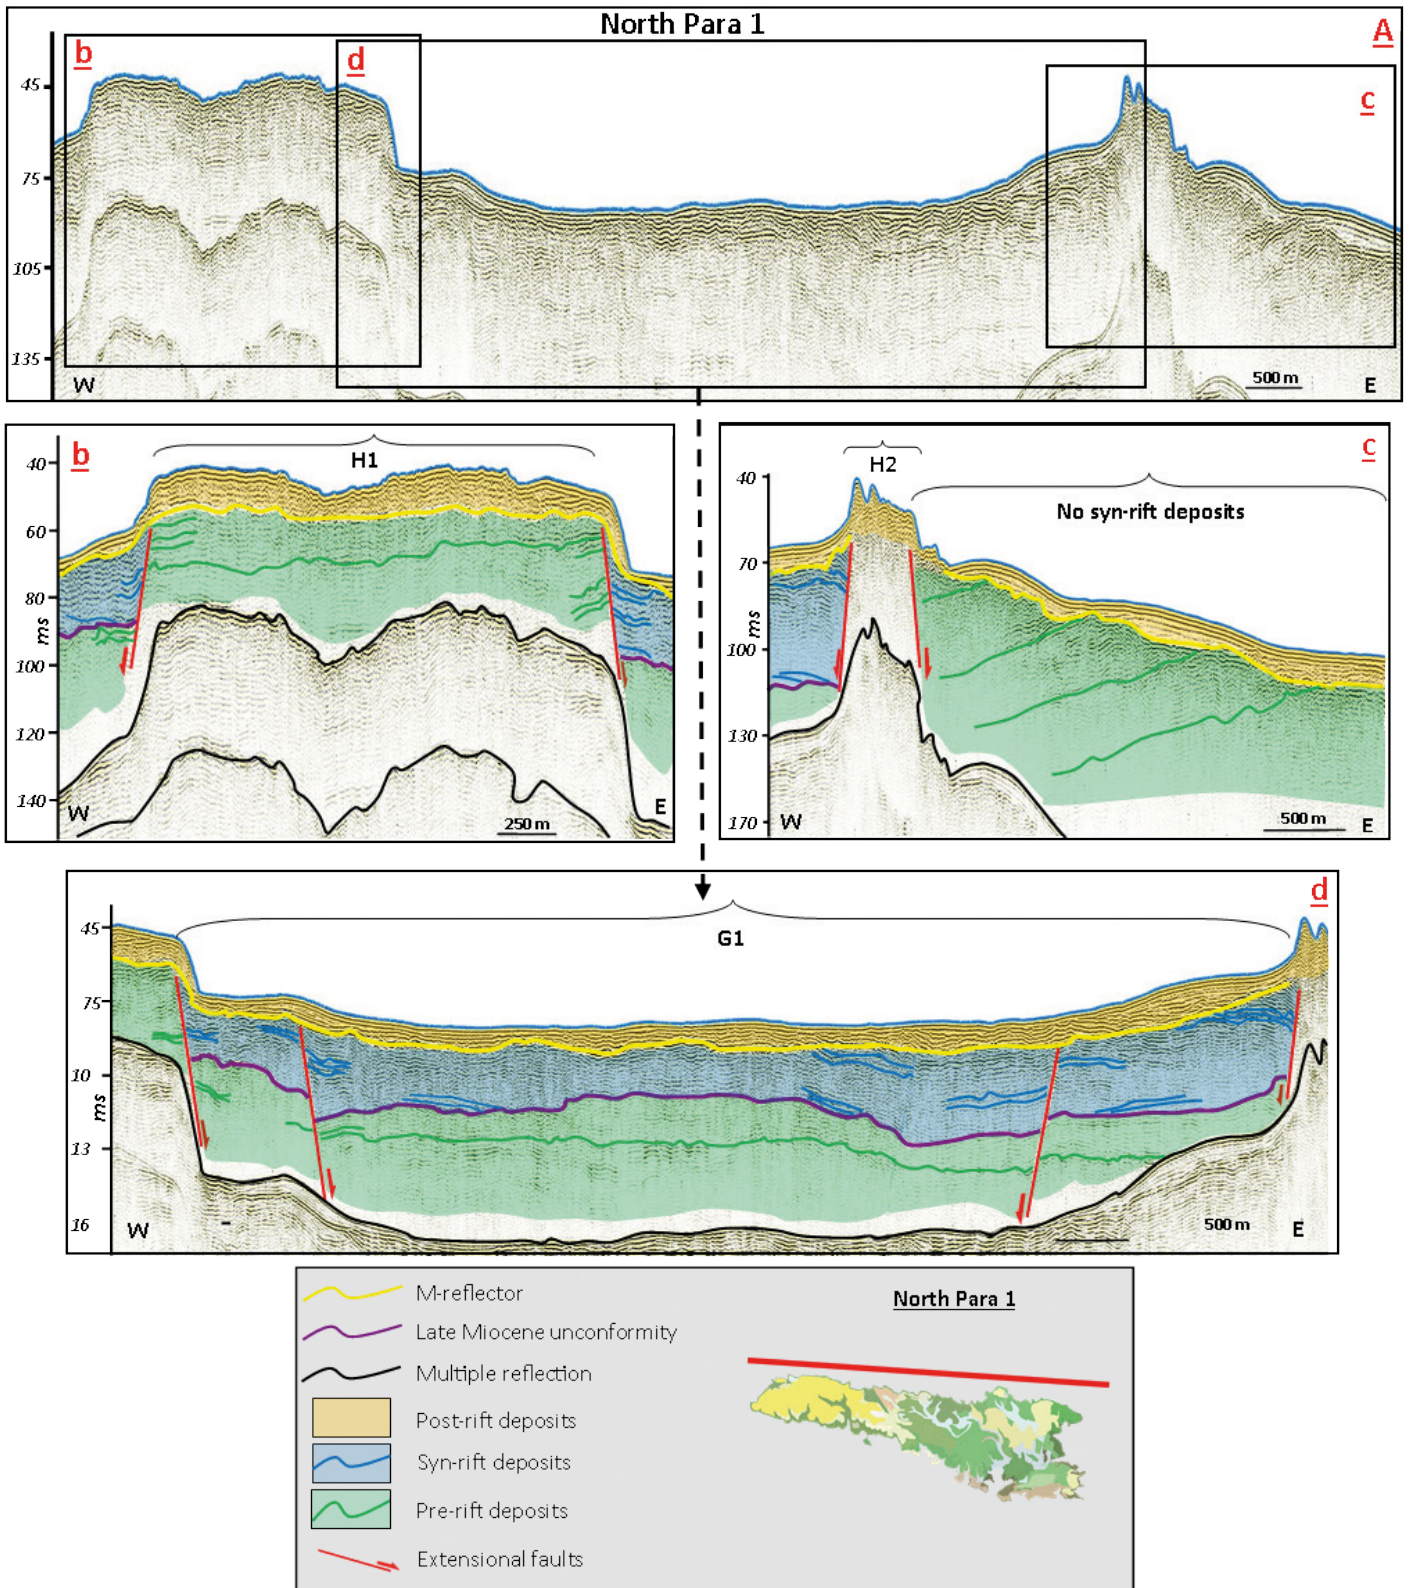 North Para 1
A
b
d
c
45
75
105
135
W
500 m
E
b
H1
40
60
80
ms
100
120
140
W
250 m
E
c
H2
No syn-rift deposits
40
70
ms
100
130
170
W
500 m
E
d
G1
45
75
10
ms
13
16
W
500 m
E
M-reflector
North Para 1
Late Miocene unconformity
Multiple reflection
Post-rift deposits
Syn-rift deposits
Pre-rift deposits
Extensional faults